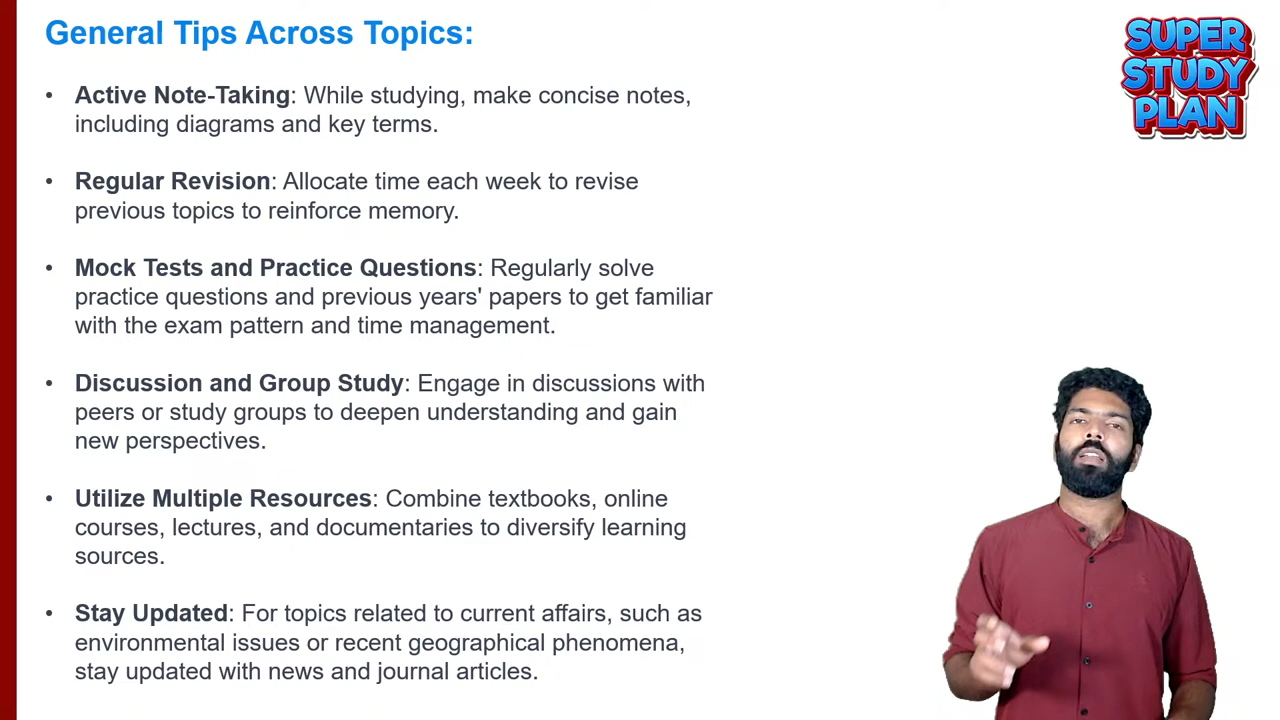 General Tips Across Topics:
SUPER
STUDY
PLAN
• Active Note-Taking: While studying, make concise notes,
including diagrams and key terms.
• Regular Revision: Allocate time each week to revise
previous topics to reinforce memory.
• Mock Tests and Practice Questions: Regularly solve
practice questions and previous years' papers to get familiar
with the exam pattern and time management.
• Discussion and Group Study: Engage in discussions with
peers or study groups to deepen understanding and gain
new perspectives.
• Utilize Multiple Resources: Combine textbooks, online
courses, lectures, and documentaries to diversify learning
sources.
• Stay Updated: For topics related to current affairs, such as
environmental issues or recent geographical phenomena,
stay updated with news and journal articles.